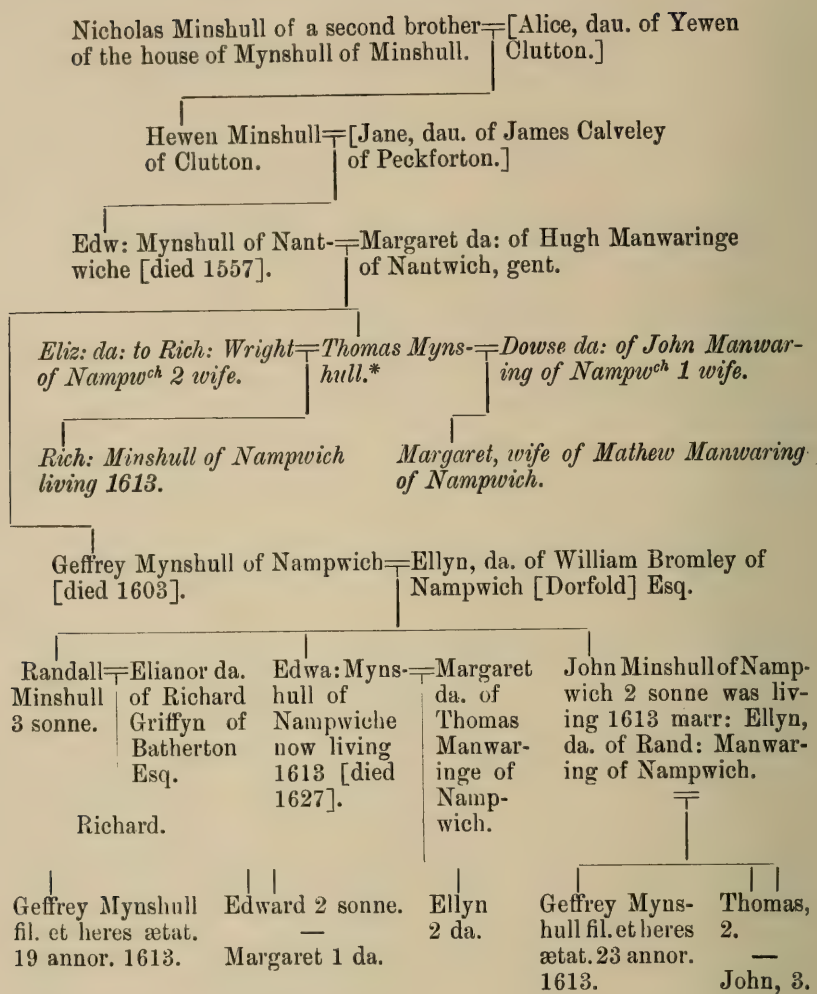 Nicholas Minshull of a second brother=[Alice, dau. of Yewen
of the house of Mynshull of Minshull. Clutton.]
Hewen Minshull=[Jane, dau. of James Calveley
of Clutton. of Peckforton.]
Edw: Mynshull of Nant-=Margaret da: of Hugh Manwaringe
wiche [died 1557]. of Nantwich, gent.
Eliz: da: to Rich: Wright=Thomas Myns-=Dowse da: of John Manwar-
of Nampwch 2 wife. hull.* ing of Nampwch 1 wife.
Rich: Minshull of Nampwich
living 1613.
Margaret, wife of Mathew Manwaring
of Nampwich.
Geffrey Mynshull of Nampwich=Ellyn, da. of William Bromley of
[died 1603]. Nampwich [Dorfold] Esq.
Randall=
Minshull
3 sonne.
Elianor da.
of Richard
Griffyn of
Batherton
Esq.
Richard.
Edwa: Myns-=
hull of
Nampwiche
now living
1613 [died
1627].
Margaret
da. of
Thomas
Manwar-
inge of
Namp-
wich.
John Minshull of Namp-
wich 2 sonne was liv-
ing 1613 marr: Ellyn,
da. of Rand: Manwar-
ing of Nampwich.
=
Geffrey Mynshull
fil. et heres ætat.
19 annor. 1613.
Edward 2 sonne.
—
Margaret 1 da.
Ellyn
2 da.
Geffrey Myns-
hull fil. et heres
ætat. 23 annor.
1613.
Thomas,
2.
—
John, 3.